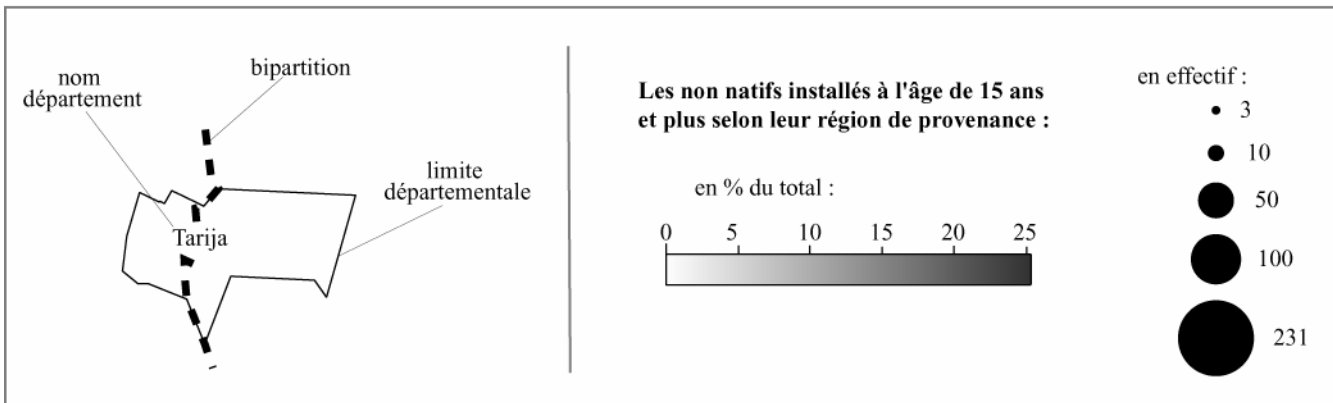 nom
département
bipartition
limite
départementale
Tarija
Les non natifs installés à l'âge de 15 ans
et plus selon leur région de provenance :
en % du total :
0 5 10 15 20 25
en effectif :
3
10
50
100
231